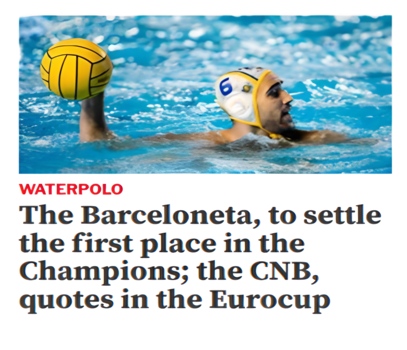 6
WATERPOLO
The Barceloneta, to settle
the first place in the
Champions; the CNB,
quotes in the Eurocup